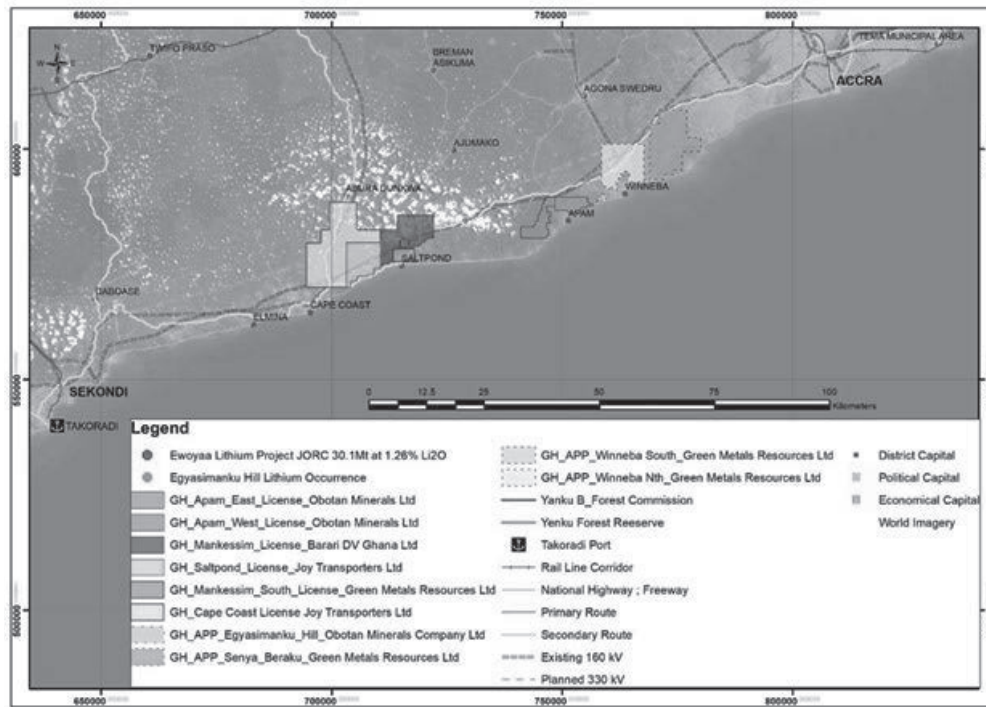 650000
700000
750000
800000
TWIFO PRASO
BREMAN
ASIKUMA
TEMA MUNICIPAL AREA
ACCRA
AGONA SWEDRU
AJUMAKO
600000
ABURA DUNKWA
WINNEBA
APAM
SALTPOND
DABOASE
CAPE COAST
ELMINA
SEKONDI
550000
550000
0 12.5 25 50 75 100
Kilometers
TAKORADI
Legend
Ewoyaa Lithium Project JORC 30.1Mt at 1.26% Li2O
Egyasimanku Hill Lithium Occurrence
GH_Apam_East_License_Obotan Minerals Ltd
GH_Apam_West_License_Obotan Minerals Ltd
GH_Mankessim_License_Barari DV Ghana Ltd
GH_Saltpond_License_Joy Transporters Ltd
GH_Mankessim_South_License_Green Metals Resources Ltd
GH_Cape Coast License Joy Transporters Ltd
GH_APP_Egyasimanku_Hill_Obotan Minerals Company Ltd
GH_APP_Senya_Beraku_Green Metals Resources Ltd
GH_APP_Winneba South_Green Metals Resources Ltd
GH_APP_Winneba Nth_Green Metals Resources Ltd
Yanku B_Forest Commission
Yenku Forest Reeserve
Takoradi Port
Rail Line Corridor
National Highway ; Freeway
Primary Route
Secondary Route
Existing 160 kV
Planned 330 kV
District Capital
Political Capital
Economical Capital
World Imagery
650000
700000
750000
800000